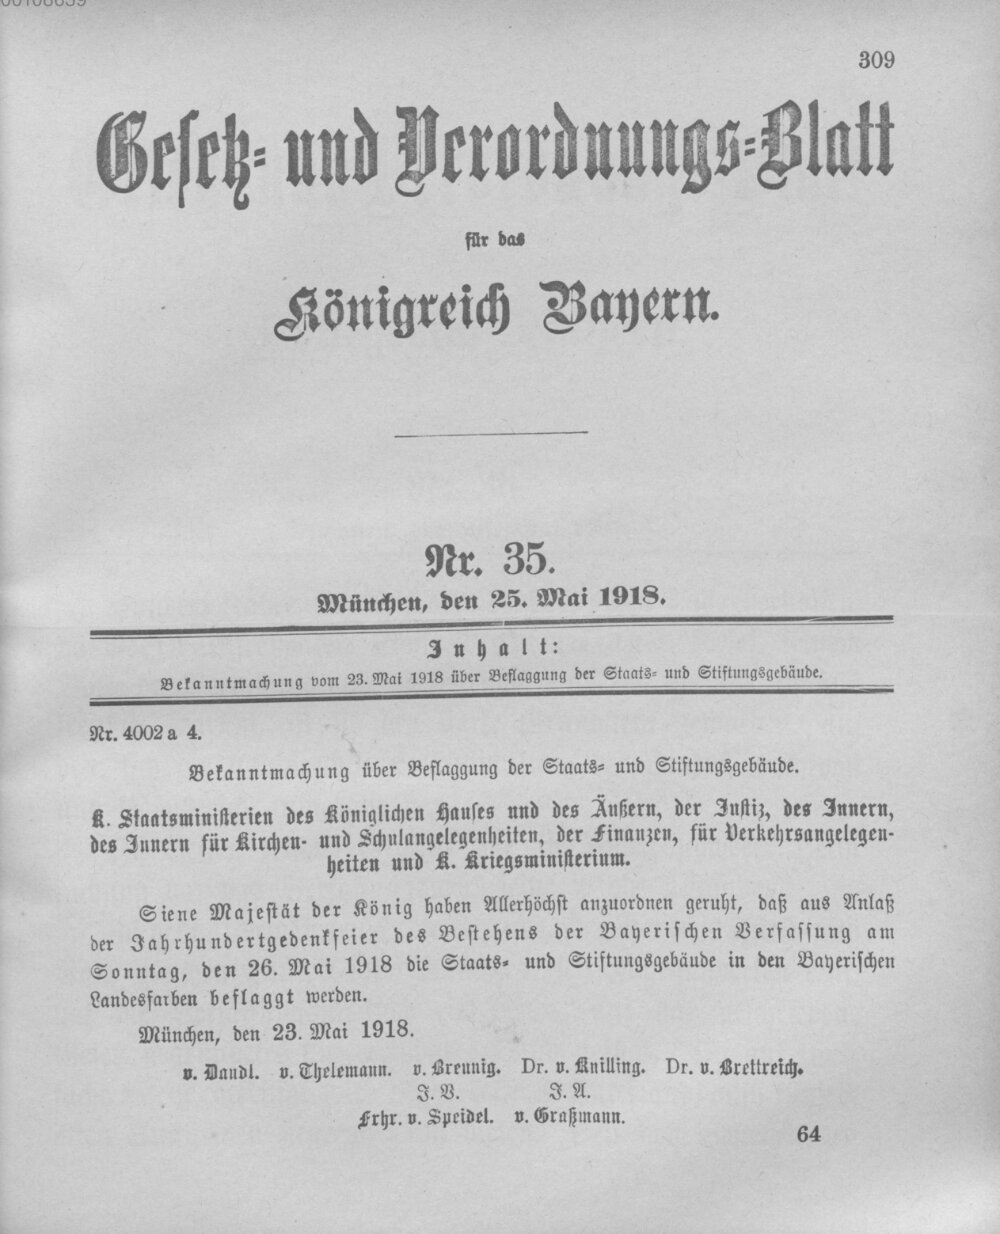 00108659
309
Gesetz- und Verordnungs-Blatt
für das
Königreich Bayern.
Nr. 35.
München, den 25. Mai 1918.
Inhalt:
Bekanntmachung vom 23. Mai 1918 über Beflaggung der Staats- und Stiftungsgebäude.
Nr. 4002 a 4.
Bekanntmachung über Beflaggung der Staats- und Stiftungsgebäude.
K. Staatsministerien des Königlichen Hauses und des Äußern, der Justiz, des Innern,
des Innern für Kirchen- und Schulangelegenheiten, der Finanzen, für Verkehrsangelegen-
heiten und K. Kriegsministerium.
Siene Majestät der König haben Allerhöchst anzuordnen geruht, daß aus Anlaß
der Jahrhundertgedenkfeier des Bestehens der Bayerischen Verfassung am
Sonntag, den 26. Mai 1918 die Staats- und Stiftungsgebäude in den Bayerischen
Landesfarben beflaggt werden.
München, den 23. Mai 1918.
v. Dandl. v. Thelemann. v. Breunig. Dr. v. Knilling. Dr. v. Brettreich.
J. V. J. A.
Frhr. v. Speidel. v. Graßmann.
64